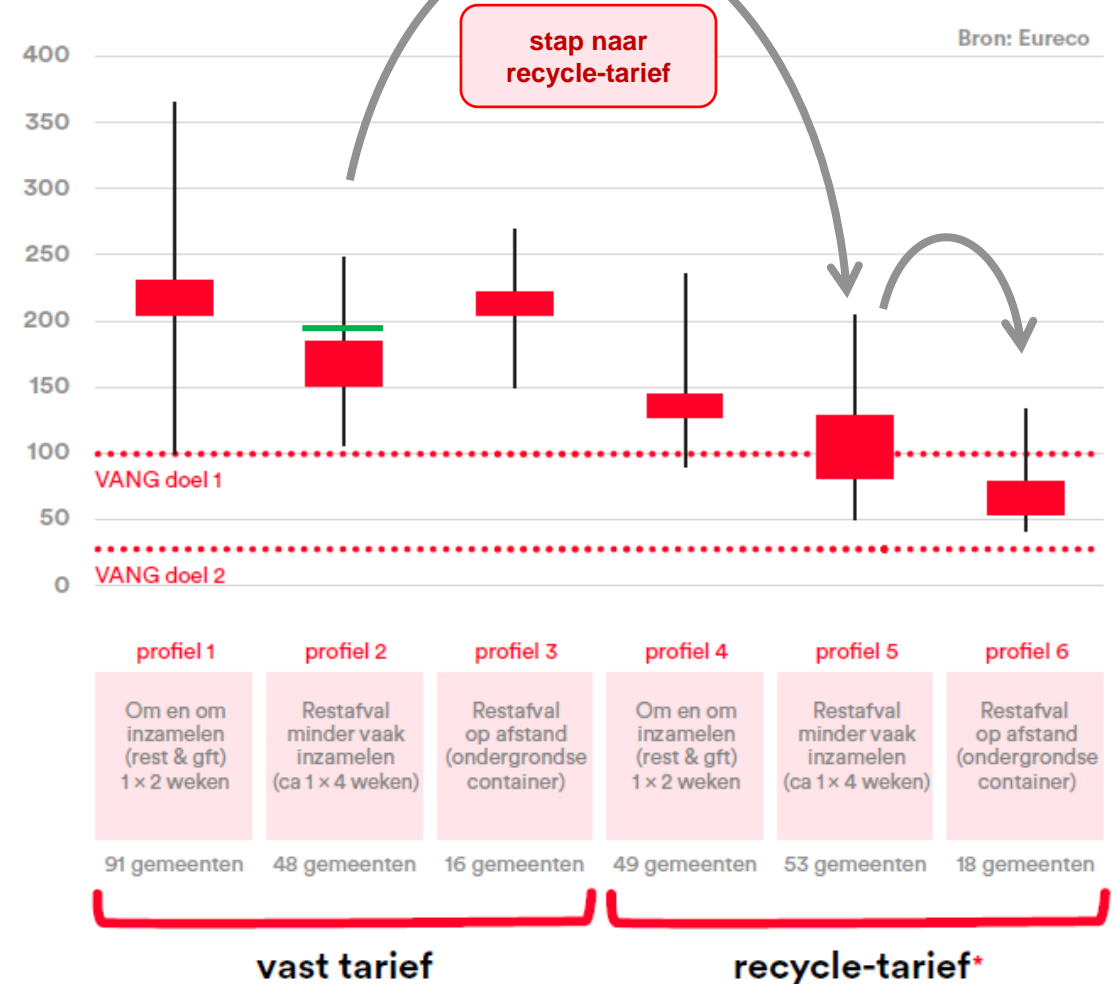 stap naar
recycle-tarief
Bron: Eureco
400
350
300
250
200
150
100
VANG doel 1
50
VANG doel 2
0
profiel 1
profiel 2
profiel 3
profiel 4
profiel 5
profiel 6
Om en om
inzamelen
(rest & gft)
1 × 2 weken
Restafval
minder vaak
inzamelen
(ca 1 × 4 weken)
Restafval
op afstand
(ondergrondse
container)
Om en om
inzamelen
(rest & gft)
1 × 2 weken
Restafval
minder vaak
inzamelen
(ca 1 × 4 weken)
Restafval
op afstand
(ondergrondse
container)
91 gemeenten
48 gemeenten
16 gemeenten
49 gemeenten
53 gemeenten
18 gemeenten
vast tarief
recycle-tarief*